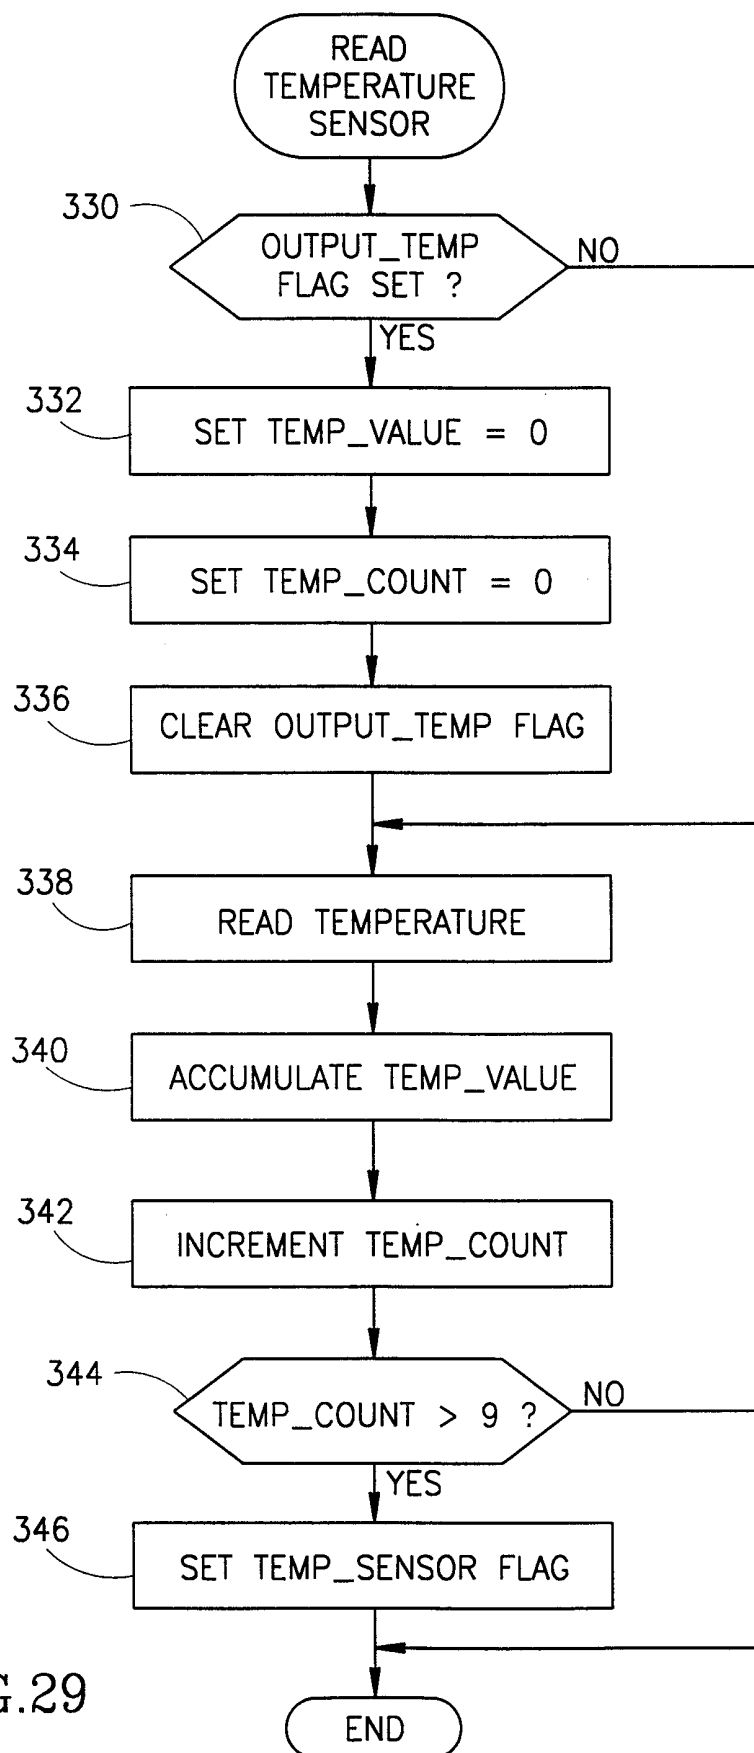 READ
TEMPERATURE
SENSOR
330
OUTPUT_TEMP
FLAG SET ?
NO
YES
332
SET TEMP_VALUE = 0
334
SET TEMP_COUNT = 0
336
CLEAR OUTPUT_TEMP FLAG
338
READ TEMPERATURE
340
ACCUMULATE TEMP_VALUE
342
INCREMENT TEMP_COUNT
344
TEMP_COUNT > 9 ?
NO
YES
346
SET TEMP_SENSOR FLAG
G.29
END